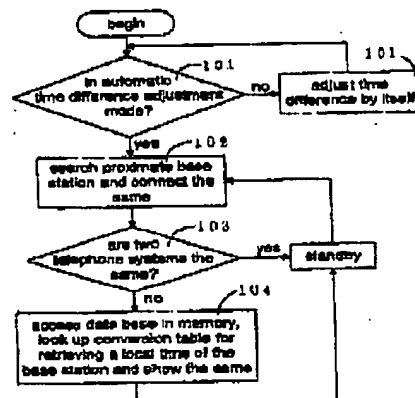 begin
101
101
in automatic
time difference adjustment
mode?
no
adjust time
difference by itself
yes
102
search proximate base
station and connect the
same
103
are two
telephone systems the
same?
yes
standby
no
104
access data base in memory,
look up conversion table for
retrieving a local time of the
base station and show the same